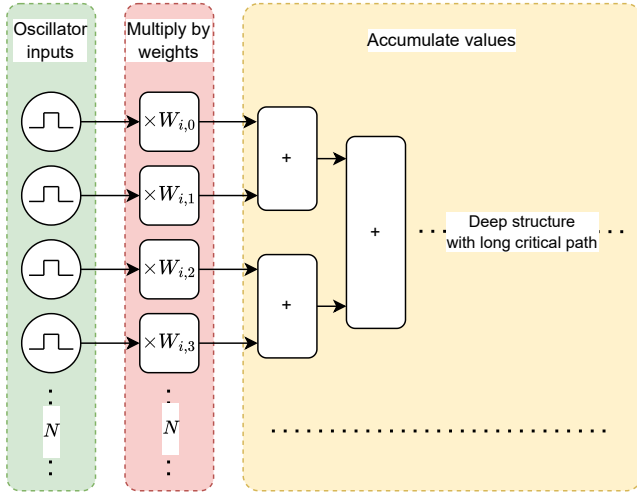 Oscillator
inputs
Multiply by
weights
Accumulate values
×W_{i,0}
×W_{i,1}
×W_{i,2}
×W_{i,3}
+
+
+
Deep structure
with long critical path
N
N